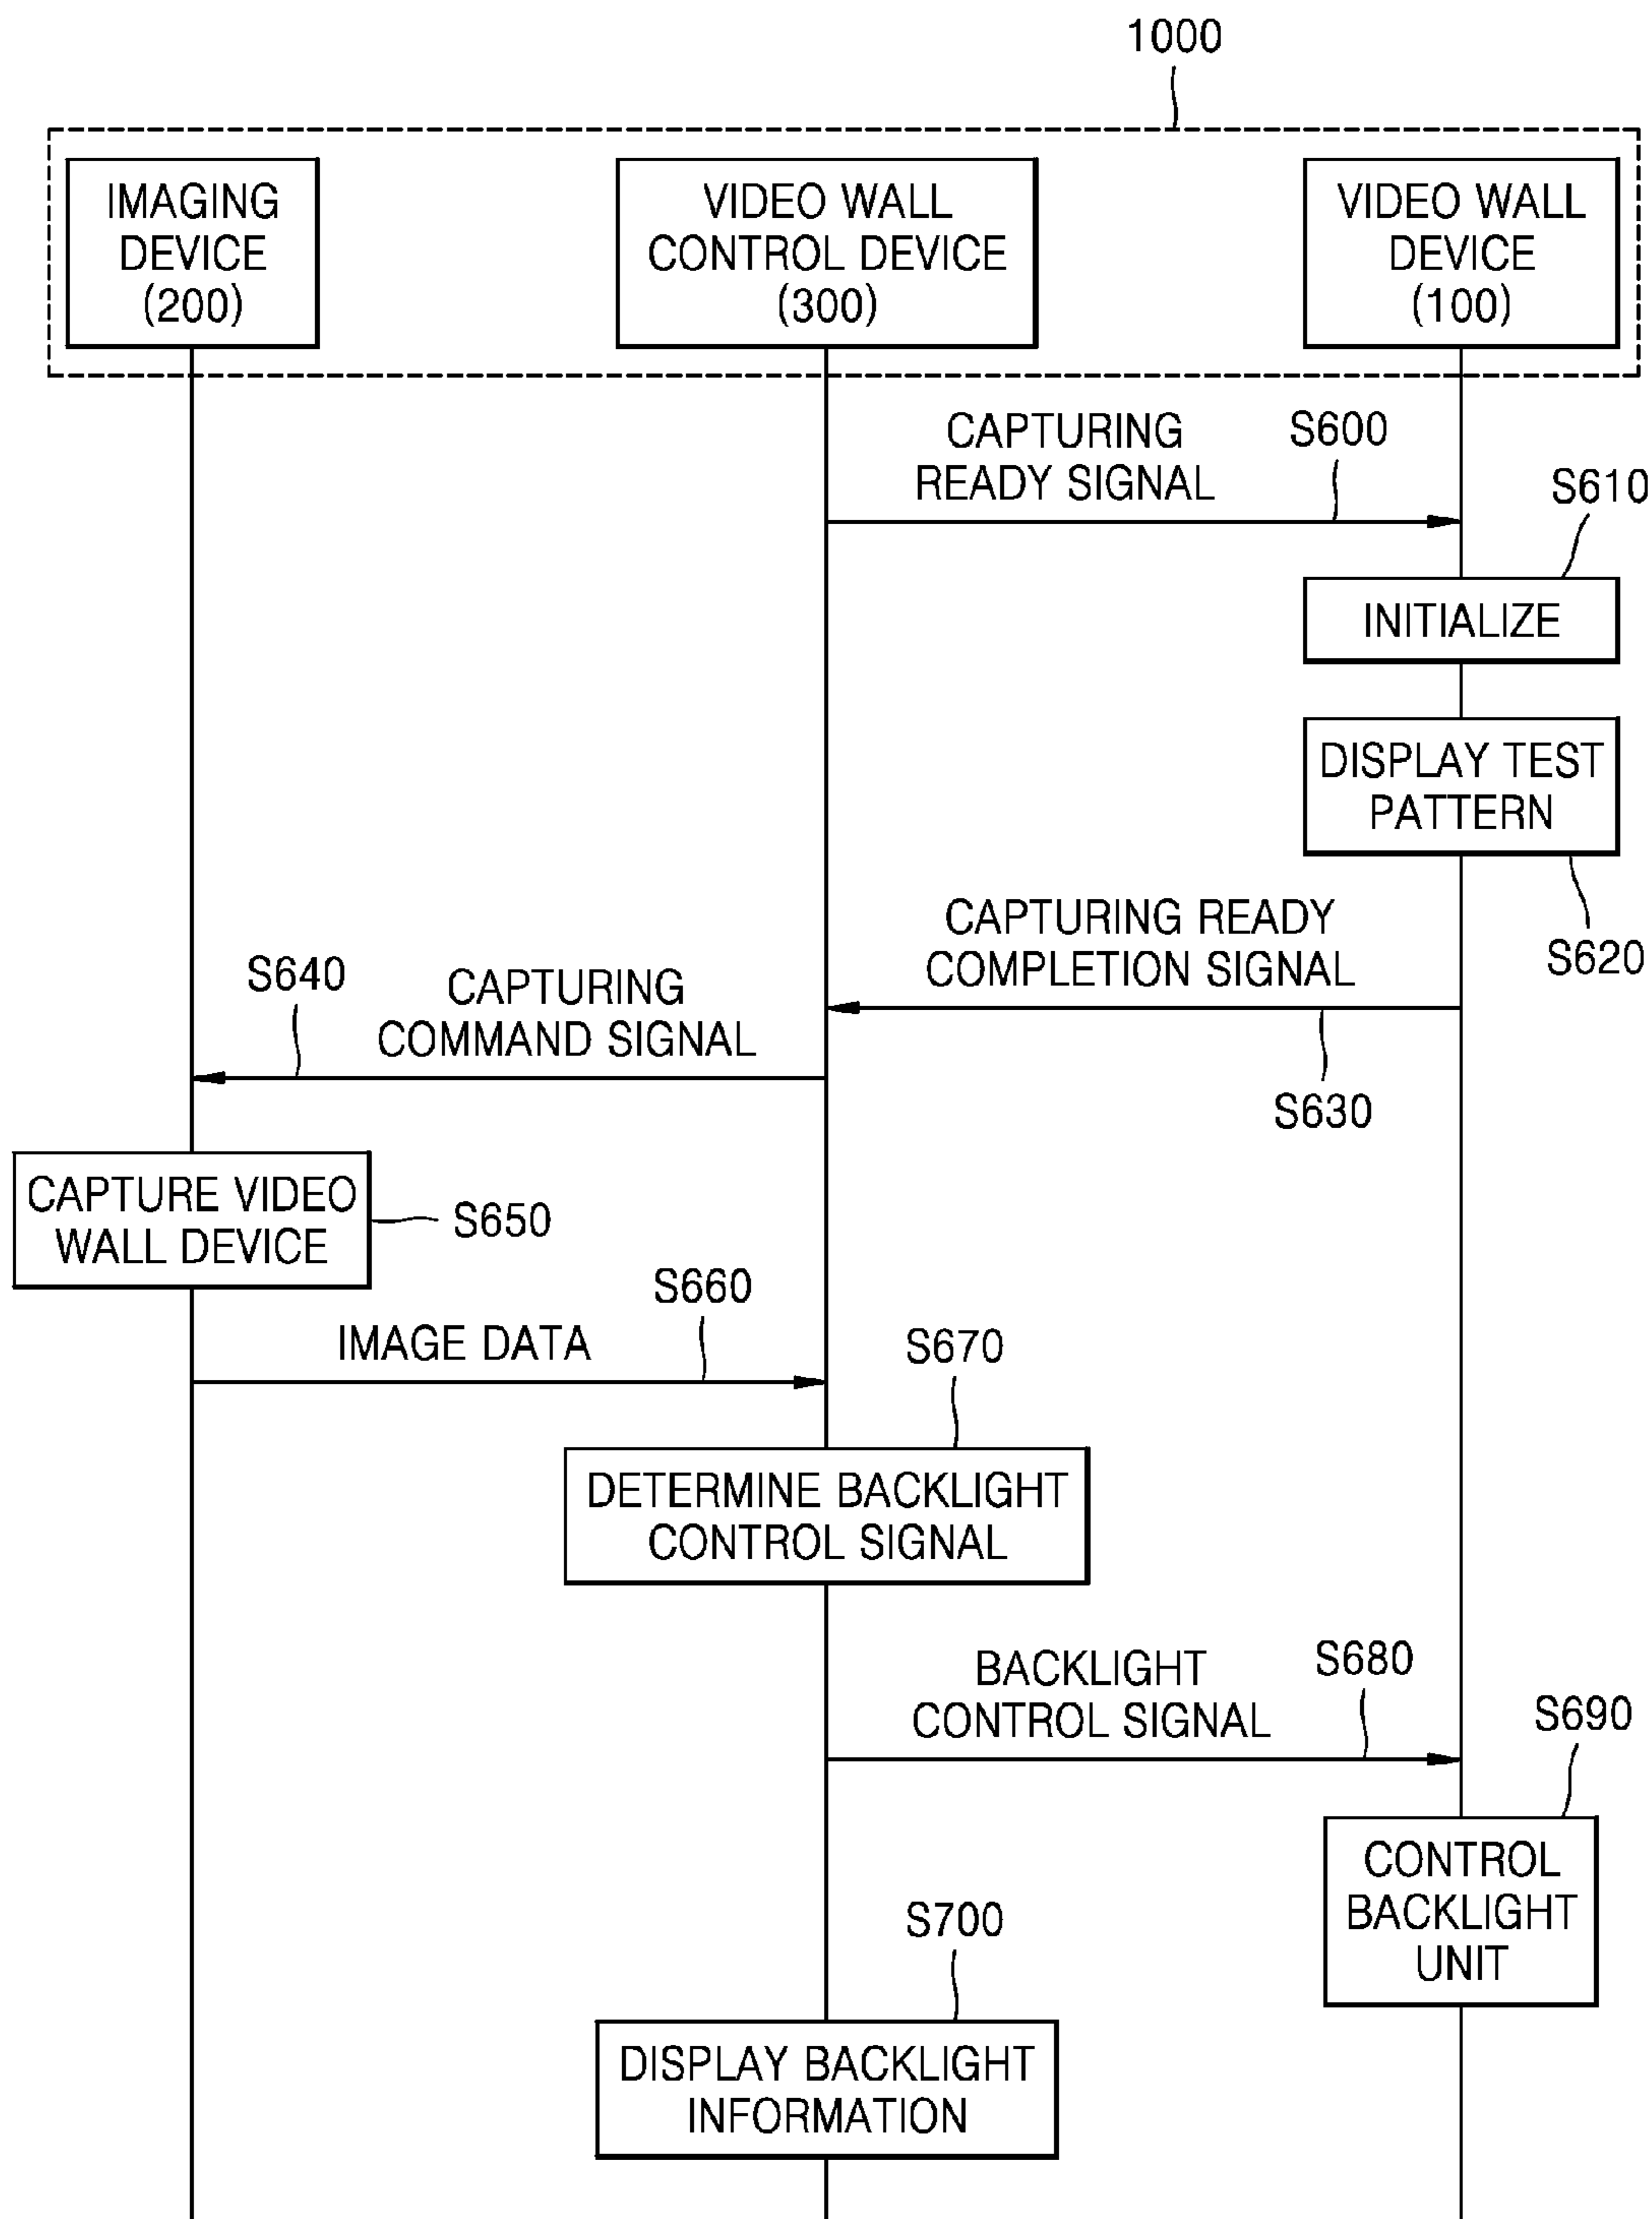 1000
IMAGING
DEVICE
(200)
VIDEO WALL
CONTROL DEVICE
(300)
VIDEO WALL
DEVICE
(100)
CAPTURING
READY SIGNAL
S600
S610
INITIALIZE
DISPLAY TEST
PATTERN
S620
CAPTURING READY
COMPLETION SIGNAL
S630
S640
CAPTURING
COMMAND SIGNAL
CAPTURE VIDEO
WALL DEVICE
S650
S660
IMAGE DATA
S670
DETERMINE BACKLIGHT
CONTROL SIGNAL
BACKLIGHT
CONTROL SIGNAL
S680
S690
CONTROL
BACKLIGHT
UNIT
S700
DISPLAY BACKLIGHT
INFORMATION